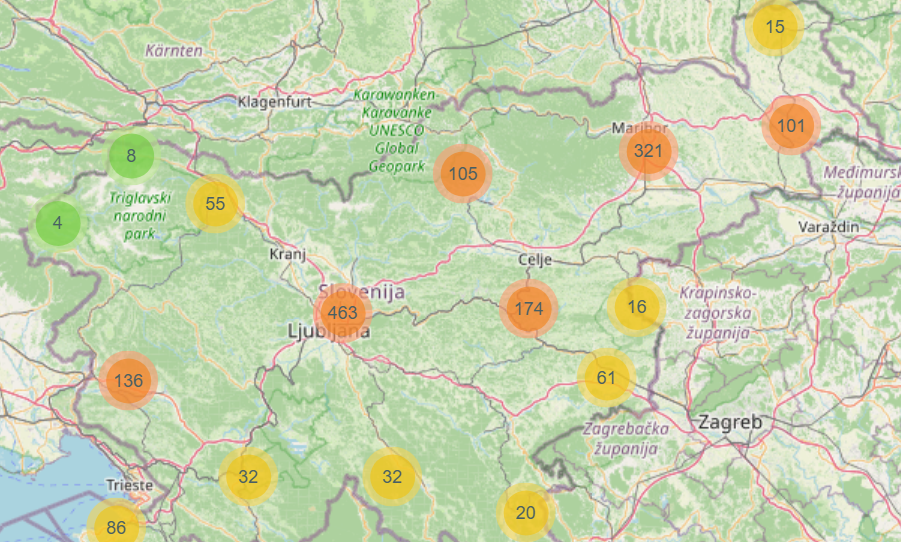 15
Kärnten
Karawanken-
Karavanke
UNESCO
Global
Geopark
Klagenfurt
Maribor
101
321
8
105
Međimursk
županija
Triglavski
narodni
park
55
4
Varaždin
Kranj
Celje
Slovenija
463
Ljubljana
174
16
Krapinsko-
zagorska
županija
136
61
Zagreb
Zagrebačka
županija
Trieste
32
32
20
86